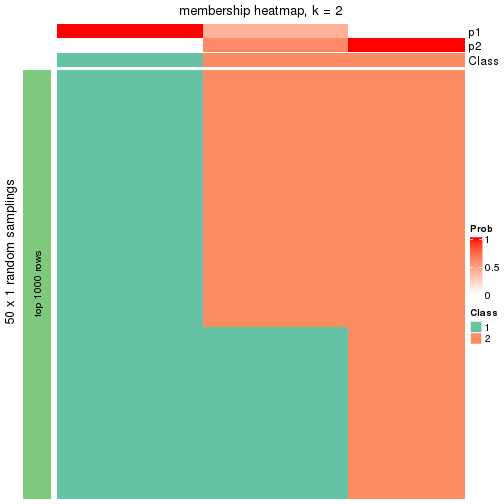 membership heatmap, k = 2
p1
p2
Class
50 x 1 random samplings
top 1000 rows
Prob
1
0.5
0
Class
1
2